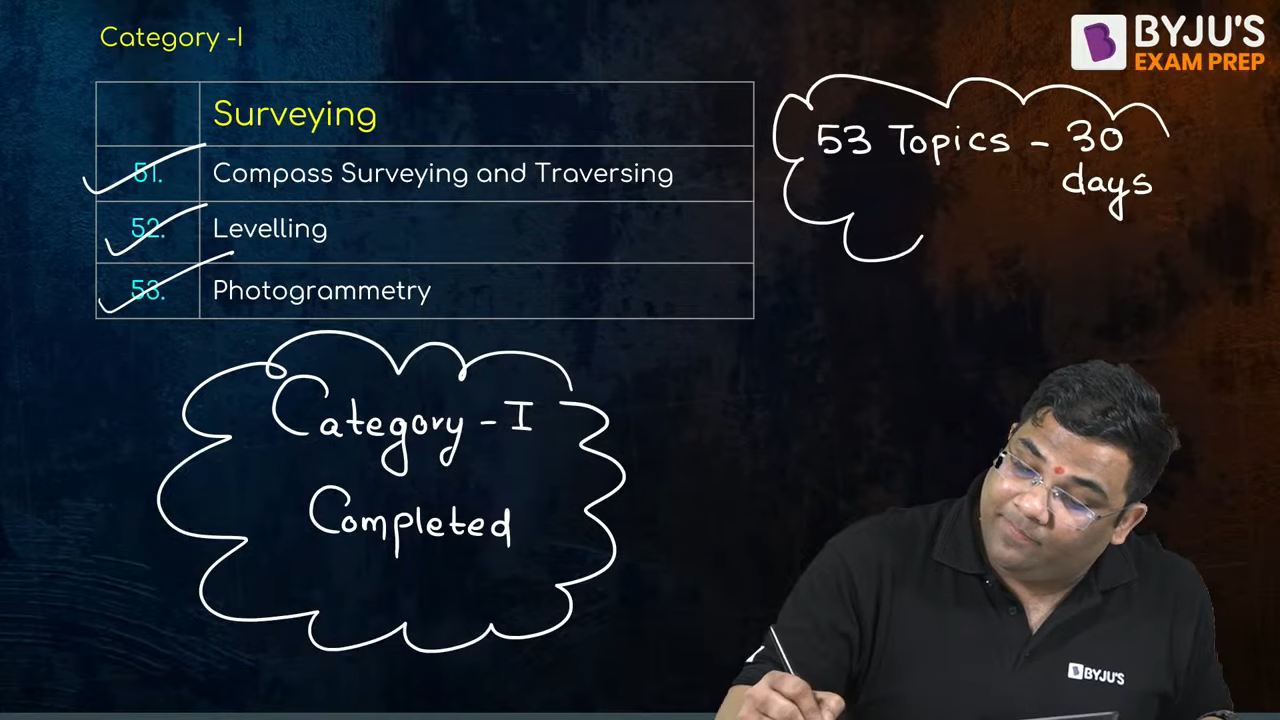 Category -I
BYJU'S
EXAM PREP
Surveying
51. Compass Surveying and Traversing
52. Levelling
53. Photogrammetry
53 Topics - 30
days
Category - I
Completed
BYJU'S